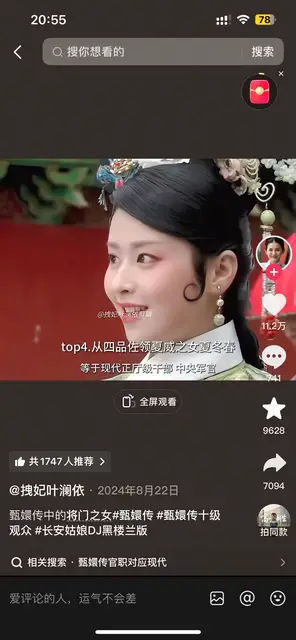 20:55
78
搜你想看的
搜索
@拽妃叶澜依剪辑
top4.从四品佐领夏威之女夏冬春
等于现代正厅级干部 中央军官
11.2万
741
全屏观看
9628
共1747人推荐 >
7094
@拽妃叶澜依 · 2024年8月22日
甄嬛传中的将门之女#甄嬛传 #甄嬛传十级
观众 #长安姑娘DJ黑楼兰版
拍同款
相关搜索 · 甄嬛传官职对应现代
爱评论的人，运气不会差